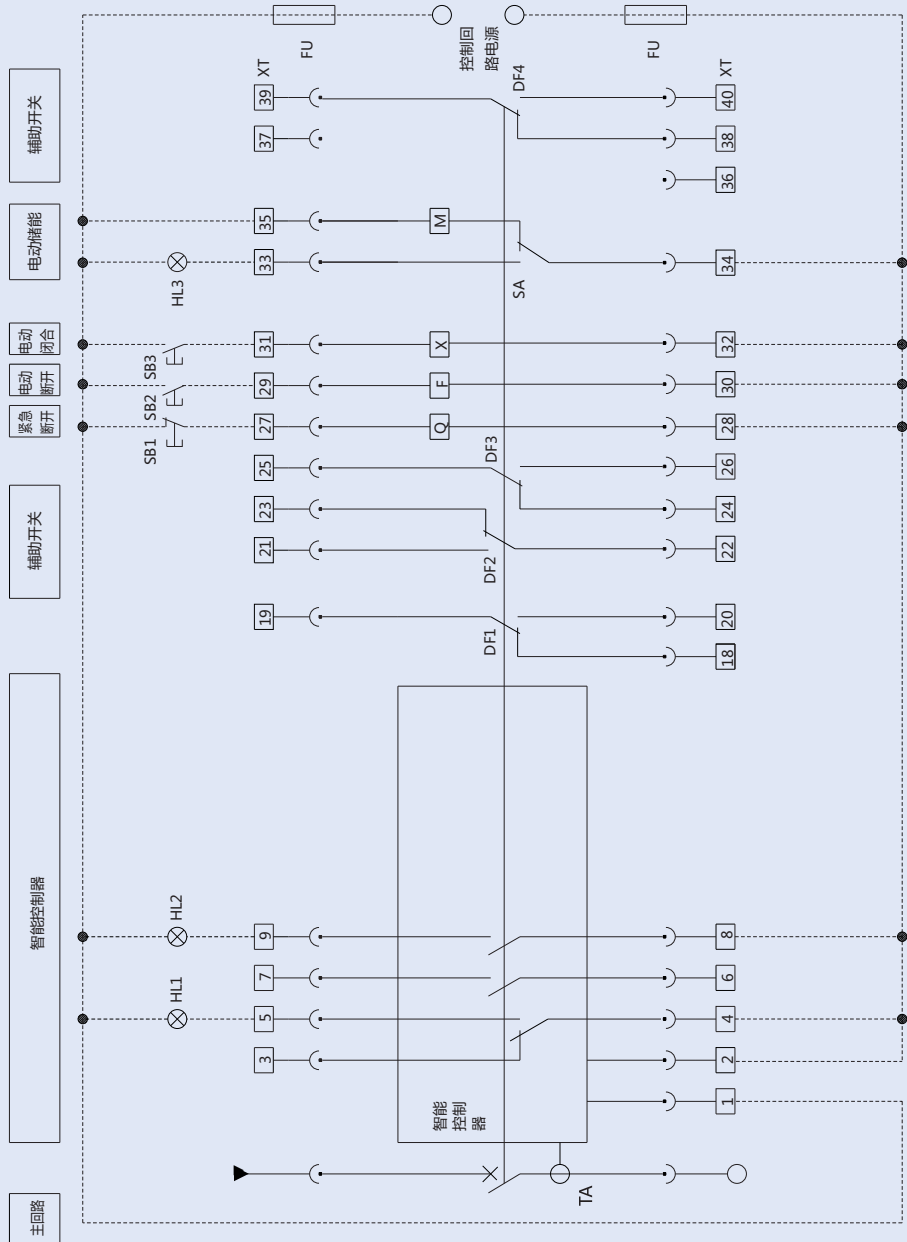 主回路
智能控制器
辅助开关
紧急
断开
电动
断开
电动
闭合
电动储能
辅助开关
HL1
HL2
SB1
SB2
SB3
HL3
3
5
7
9
19
21
23
25
27
29
31
33
35
37
39
XT
FU
智能
控制
器
Q
F
X
M
控制回
路电源
DF1
DF2
DF3
SA
DF4
TA
1
2
4
6
8
18
20
22
24
26
28
30
32
34
36
38
40
XT
FU